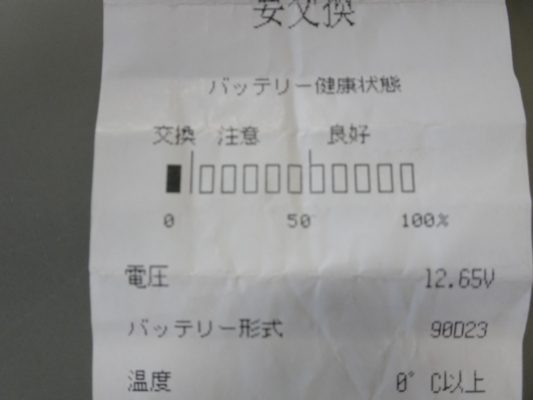 要交換
バッテリー健康状態
交換 注意 良好
0 50 100%
電圧 12.65V
バッテリー形式 90D23
温度 0° C以上